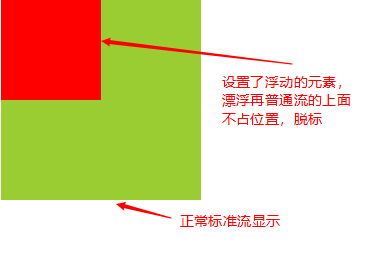 设置了浮动的元素，
漂浮再普通流的上面
不占位置，脱标
正常标准流显示